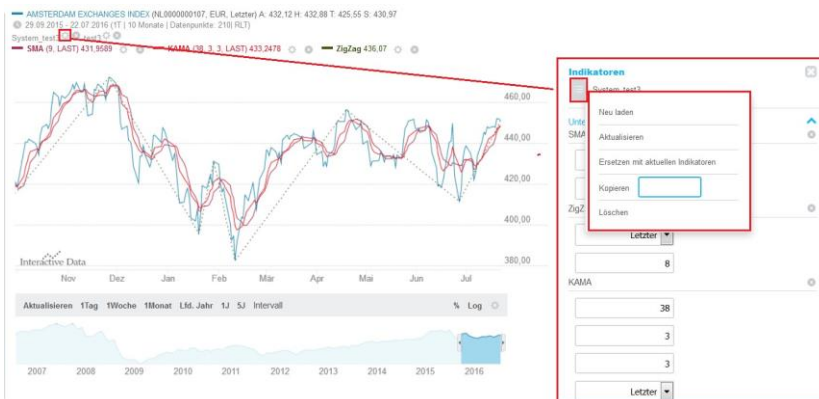 AMSTERDAM EXCHANGES INDEX (NL0000000107, EUR, Letzter) A: 432,12 H: 432,88 T: 425,55 S: 430,97
29.09.2015 - 22.07.2016 (1T | 10 Monate | Datenpunkte: 210| RLT)
System_test3
test3
SMA (9, LAST) 431,9589
KAMA (38, 3, 3, LAST) 433,2478
ZigZag 436,07
460,00
440,00
420,00
400,00
380,00
Interactive Data
Nov Dez Jan Feb Mär Apr Mai Jun Jul
Aktualisieren 1Tag 1Woche 1Monat Lfd. Jahr 1J 5J Intervall % Log
2007 2008 2009 2010 2011 2012 2013 2014 2015 2016
Indikatoren
System_test3
Neu laden
Aktualisieren
Ersetzen mit aktuellen Indikatoren
Kopieren
Löschen
Unte
SMA
ZigZ
Letzter
8
KAMA
38
3
3
Letzter